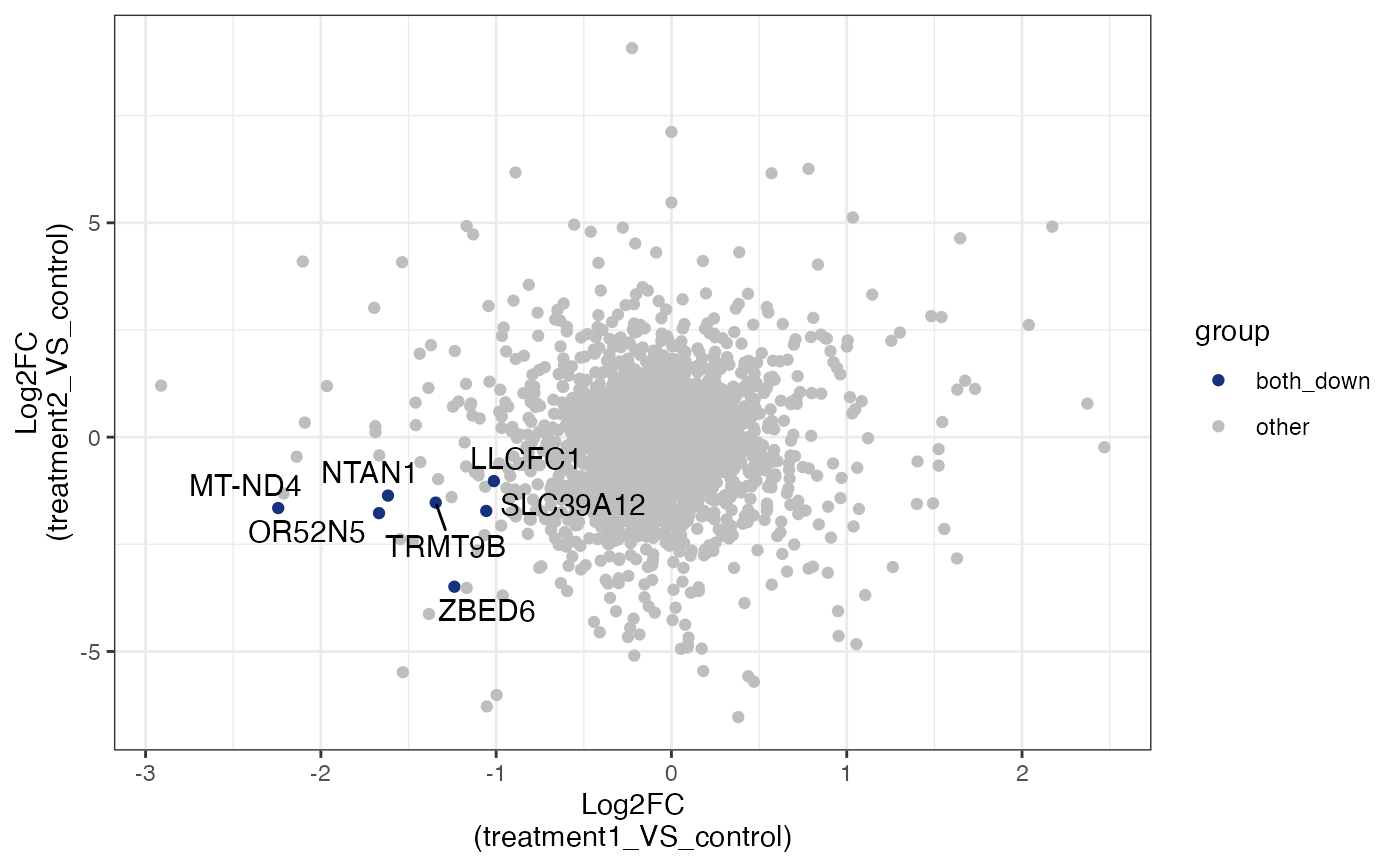 5
0
-5
Log2FC
(treatment2_VS_control)
LLCFC1
NTAN1
MT-ND4
SLC39A12
OR52N5
TRMT9B
ZBED6
-3
-2
-1
0
1
2
Log2FC
(treatment1_VS_control)
group
both_down
other